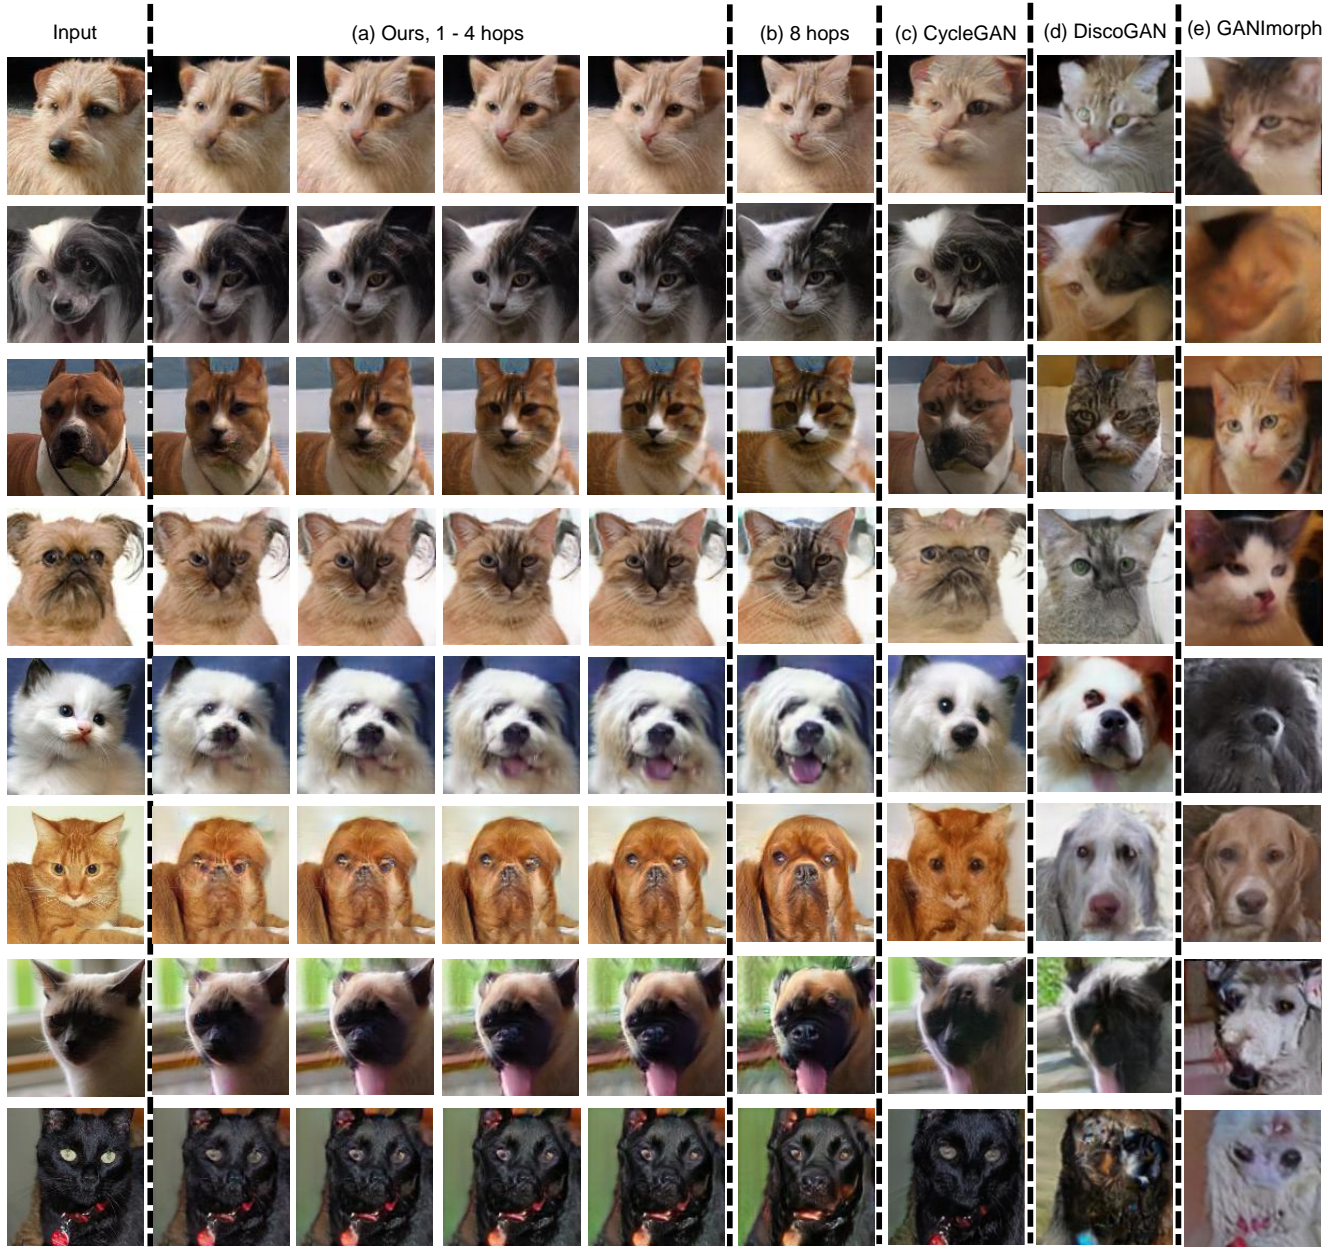 Input
(a) Ours, 1 - 4 hops
(b) 8 hops
(c) CycleGAN
(d) DiscoGAN
(e) GANImorph